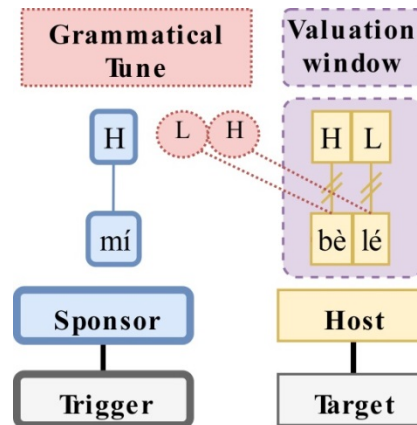 Grammatical
Tune
Valuation
window
H
L
H
H
L
mí
bè
lé
Sponsor
Host
Trigger
Target